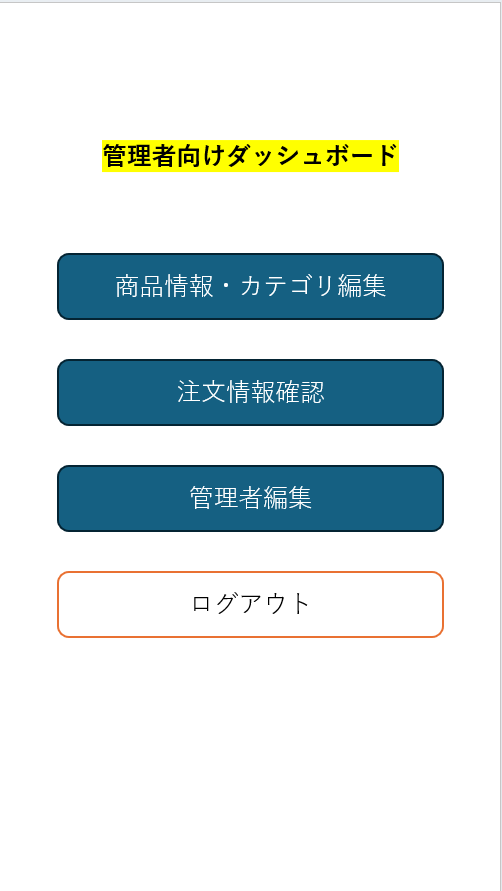 管理者向けダッシュボード
商品情報・カテゴリ編集
注文情報確認
管理者編集
ログアウト